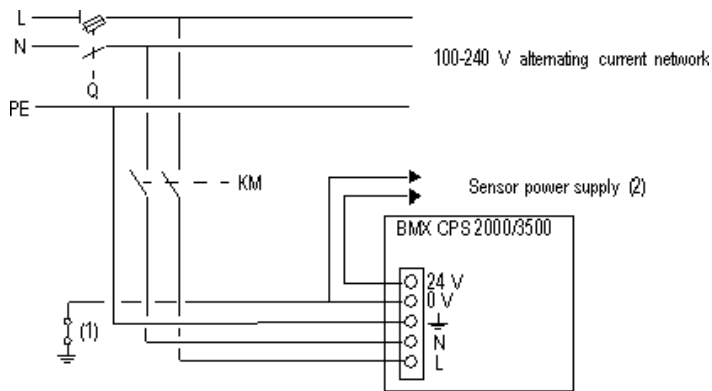 L
N
100-240 V alternating current network
Q
PE
KM
Sensor power supply (2)
BMX CPS 2000/3500
24 V
0 V
(1)
N
L